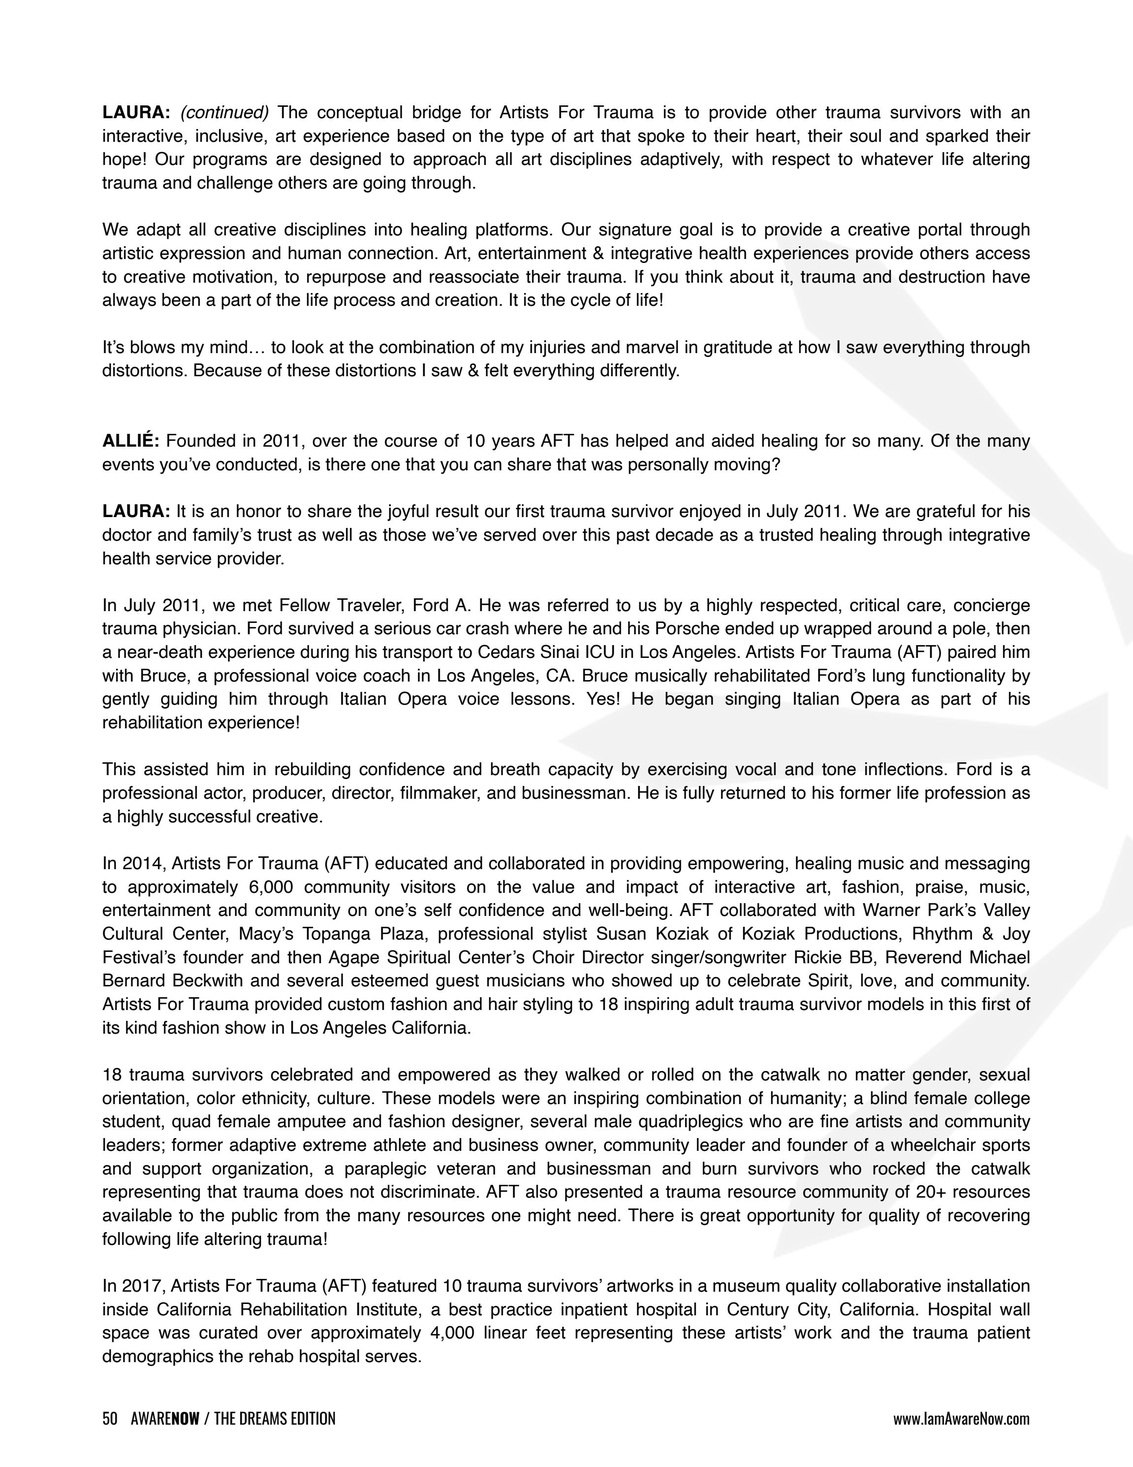 LAURA: (continued) The conceptual bridge for Artists For Trauma is to provide other trauma survivors with an
interactive, inclusive, art experience based on the type of art that spoke to their heart, their soul and sparked their
hope! Our programs are designed to approach all art disciplines adaptively, with respect to whatever life altering
trauma and challenge others are going through.
We adapt all creative disciplines into healing platforms. Our signature goal is to provide a creative portal through
artistic expression and human connection. Art, entertainment & integrative health experiences provide others access
to creative motivation, to repurpose and reassociate their trauma. If you think about it, trauma and destruction have
always been a part of the life process and creation. It is the cycle of life!
It’s blows my mind… to look at the combination of my injuries and marvel in gratitude at how I saw everything through
distortions. Because of these distortions I saw & felt everything differently.
ALLIÉ: Founded in 2011, over the course of 10 years AFT has helped and aided healing for so many. Of the many
events you’ve conducted, is there one that you can share that was personally moving?
LAURA: It is an honor to share the joyful result our first trauma survivor enjoyed in July 2011. We are grateful for his
doctor and family’s trust as well as those we’ve served over this past decade as a trusted healing through integrative
health service provider.
In July 2011, we met Fellow Traveler, Ford A. He was referred to us by a highly respected, critical care, concierge
trauma physician. Ford survived a serious car crash where he and his Porsche ended up wrapped around a pole, then
a near-death experience during his transport to Cedars Sinai ICU in Los Angeles. Artists For Trauma (AFT) paired him
with Bruce, a professional voice coach in Los Angeles, CA. Bruce musically rehabilitated Ford’s lung functionality by
gently guiding him through Italian Opera voice lessons. Yes! He began singing Italian Opera as part of his
rehabilitation experience!
This assisted him in rebuilding confidence and breath capacity by exercising vocal and tone inflections. Ford is a
professional actor, producer, director, filmmaker, and businessman. He is fully returned to his former life profession as
a highly successful creative.
In 2014, Artists For Trauma (AFT) educated and collaborated in providing empowering, healing music and messaging
to approximately 6,000 community visitors on the value and impact of interactive art, fashion, praise, music,
entertainment and community on one’s self confidence and well-being. AFT collaborated with Warner Park’s Valley
Cultural Center, Macy’s Topanga Plaza, professional stylist Susan Koziak of Koziak Productions, Rhythm & Joy
Festival’s founder and then Agape Spiritual Center’s Choir Director singer/songwriter Rickie BB, Reverend Michael
Bernard Beckwith and several esteemed guest musicians who showed up to celebrate Spirit, love, and community.
Artists For Trauma provided custom fashion and hair styling to 18 inspiring adult trauma survivor models in this first of
its kind fashion show in Los Angeles California.
18 trauma survivors celebrated and empowered as they walked or rolled on the catwalk no matter gender, sexual
orientation, color ethnicity, culture. These models were an inspiring combination of humanity; a blind female college
student, quad female amputee and fashion designer, several male quadriplegics who are fine artists and community
leaders; former adaptive extreme athlete and business owner, community leader and founder of a wheelchair sports
and support organization, a paraplegic veteran and businessman and burn survivors who rocked the catwalk
representing that trauma does not discriminate. AFT also presented a trauma resource community of 20+ resources
available to the public from the many resources one might need. There is great opportunity for quality of recovering
following life altering trauma!
In 2017, Artists For Trauma (AFT) featured 10 trauma survivors’ artworks in a museum quality collaborative installation
inside California Rehabilitation Institute, a best practice inpatient hospital in Century City, California. Hospital wall
space was curated over approximately 4,000 linear feet representing these artists’ work and the trauma patient
demographics the rehab hospital serves.
50 AWARENOW / THE DREAMS EDITION
www.IamAwareNow.com